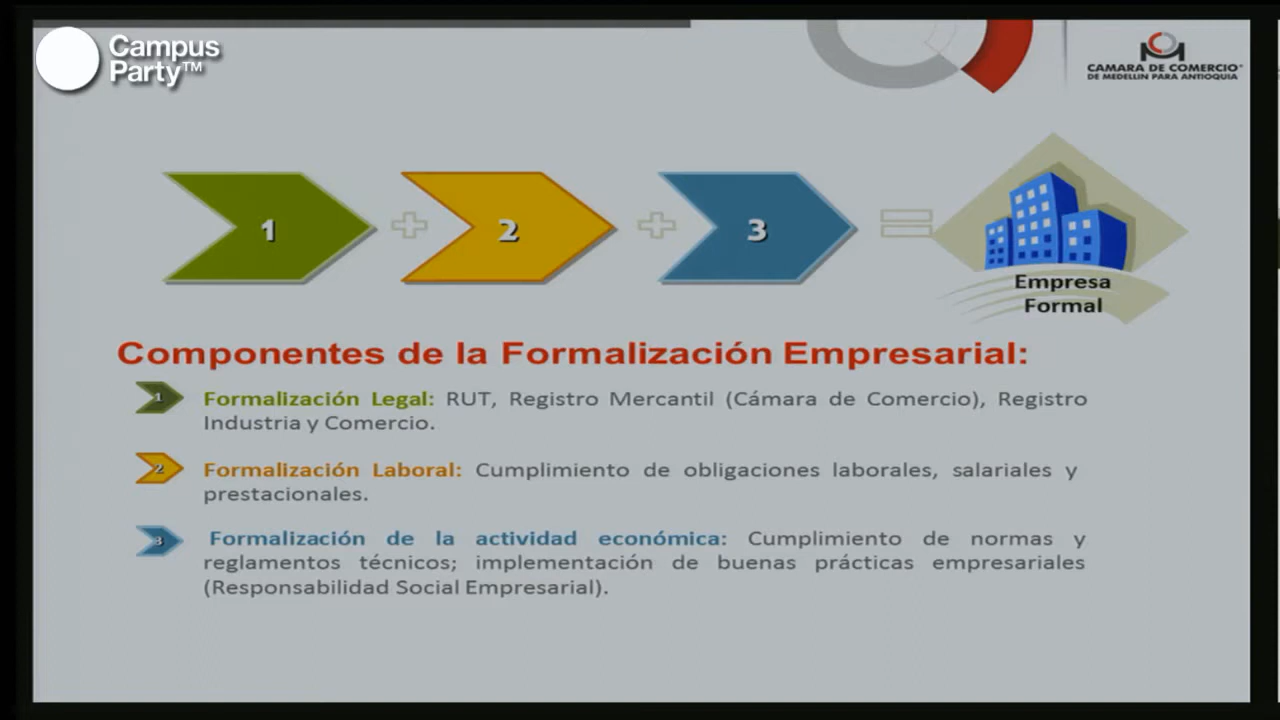 Campus
Party™
CAMARA DE COMERCIO®
DE MEDELLIN PARA ANTIOQUIA
1
2
3
Empresa
Formal
Componentes de la Formalización Empresarial:
1 Formalización Legal: RUT, Registro Mercantil (Cámara de Comercio), Registro
Industria y Comercio.
2 Formalización Laboral: Cumplimiento de obligaciones laborales, salariales y
prestacionales.
3 Formalización de la actividad económica: Cumplimiento de normas y
reglamentos técnicos; implementación de buenas prácticas empresariales
(Responsabilidad Social Empresarial).